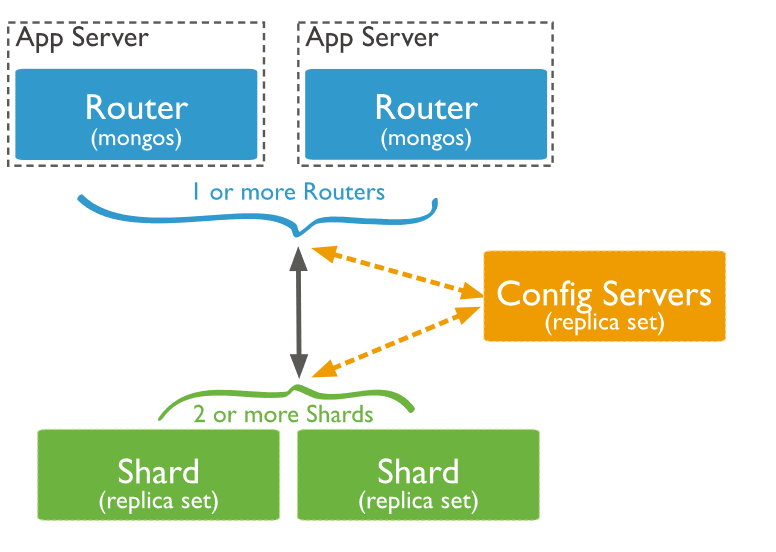 App Server
App Server
Router
(mongos)
Router
(mongos)
1 or more Routers
Config Servers
(replica set)
2 or more Shards
Shard
(replica set)
Shard
(replica set)